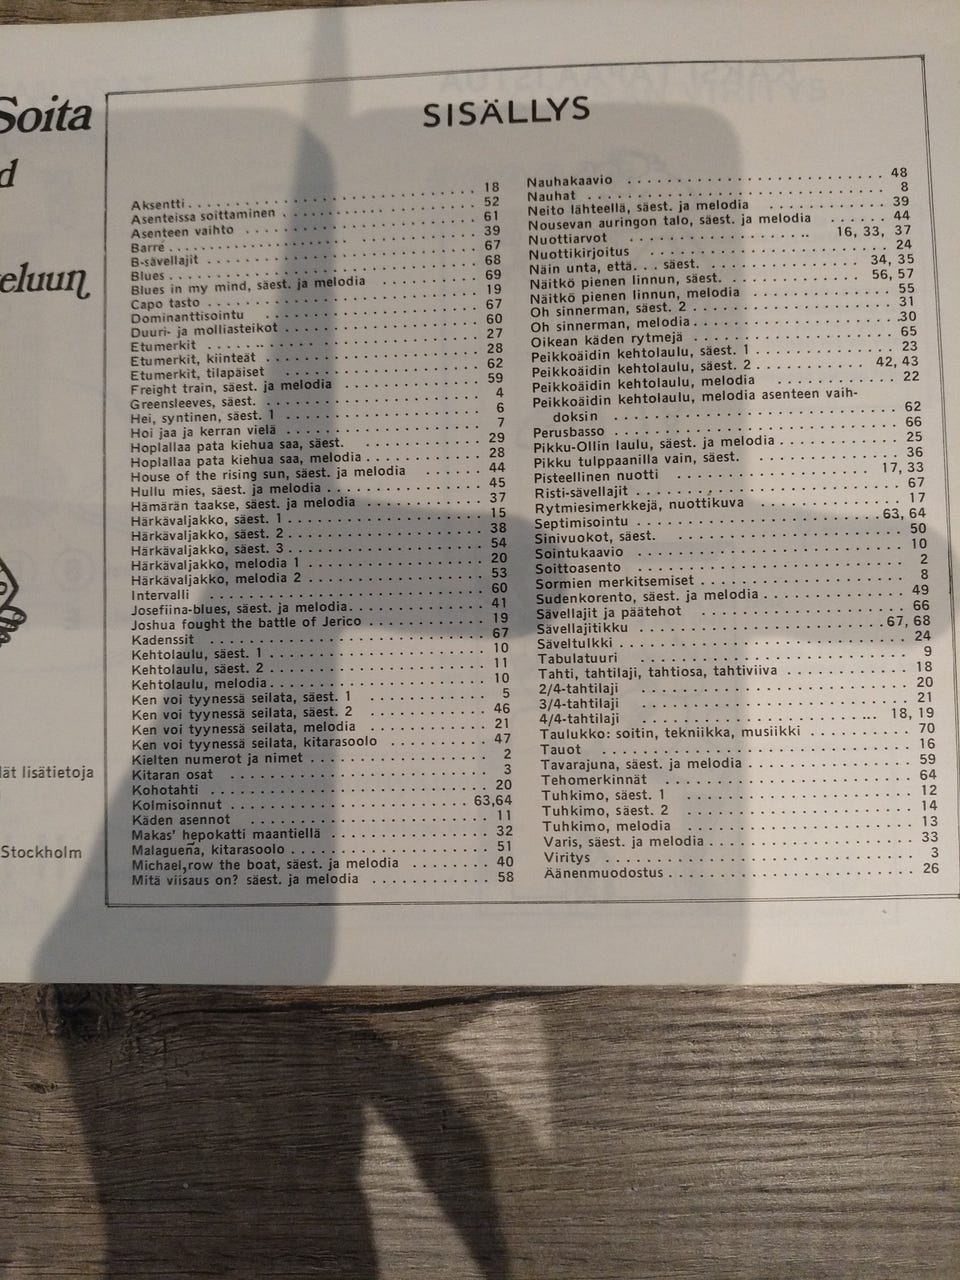 Soita
d
eluun
lät lisätietoja
Stockholm
SISÄLLYS
Aksentti . . . . . 18
Asenteissa soittaminen . . . . . 52
Asenteen vaihto . . . . . 61
Barré . . . . . 39
B-sävellajit . . . . . 67
Blues . . . . . 68
Blues in my mind, säest. ja melodia . . . . . 69
Capo tasto . . . . . 19
Dominanttisointu . . . . . 67
Duuri- ja molliasteikot . . . . . 60
Etumerkit . . . . . 27
Etumerkit, kiinteät . . . . . 28
Etumerkit, tilapäiset . . . . . 62
Freight train, säest. ja melodia . . . . . 59
Greensleeves, säest. . . . . . 4
Hei, syntinen, säest. 1 . . . . . 6
Hoi jaa ja kerran vielä . . . . . 7
Hoplallaa pata kiehua saa, säest. . . . . . 29
Hoplallaa pata kiehua saa, melodia . . . . . 28
House of the rising sun, säest. ja melodia . . . . . 44
Hullu mies, säest. ja melodia . . . . . 45
Hämärän taakse, säest. ja melodia . . . . . 37
Härkävaljakko, säest. 1 . . . . . 15
Härkävaljakko, säest. 2 . . . . . 38
Härkävaljakko, säest. 3 . . . . . 54
Härkävaljakko, melodia 1 . . . . . 20
Härkävaljakko, melodia 2 . . . . . 53
Intervalli . . . . . 60
Josefiina-blues, säest. ja melodia . . . . . 41
Joshua fought the battle of Jerico . . . . . 19
Kadenssit . . . . . 67
Kehtolaulu, säest. 1 . . . . . 10
Kehtolaulu, säest. 2 . . . . . 11
Kehtolaulu, melodia . . . . . 10
Ken voi tyynessä seilata, säest. 1 . . . . . 5
Ken voi tyynessä seilata, säest. 2 . . . . . 46
Ken voi tyynessä seilata, melodia . . . . . 21
Ken voi tyynessä seilata, kitarasoolo . . . . . 47
Kielten numerot ja nimet . . . . . 2
Kitaran osat . . . . . 3
Kohotahti . . . . . 20
Kolmisoinnut . . . . . 63,64
Käden asennot . . . . . 11
Makas' hepokatti maantiellä . . . . . 32
Malagueña, kitarasoolo . . . . . 51
Michael,row the boat, säest. ja melodia . . . . . 40
Mitä viisaus on? säest. ja melodia . . . . . 58
Nauhakaavio . . . . . 48
Nauhat . . . . . 8
Neito lähteellä, säest. ja melodia . . . . . 39
Nousevan auringon talo, säest. ja melodia . . . . . 44
Nuottiarvot . . . . . 16, 33, 37
Nuottikirjoitus . . . . . 24
Näin unta, että. . . säest. . . . . . 34, 35
Näitkö pienen linnun, säest. . . . . . 56, 57
Näitkö pienen linnun, melodia . . . . . 55
Oh sinnerman, säest. 2 . . . . . 31
Oh sinnerman, melodia . . . . . 30
Oikean käden rytmejä . . . . . 65
Peikkoäidin kehtolaulu, säest. 1 . . . . . 23
Peikkoäidin kehtolaulu, säest. 2 . . . . . 42, 43
Peikkoäidin kehtolaulu, melodia . . . . . 22
Peikkoäidin kehtolaulu, melodia asenteen vaih-
doksin . . . . . 62
Perusbasso . . . . . 66
Pikku-Ollin laulu, säest. ja melodia . . . . . 25
Pikku tulppaanilla vain, säest. . . . . . 36
Pisteellinen nuotti . . . . . 17, 33
Risti-sävellajit . . . . . 67
Rytmiesimerkkejä, nuottikuva . . . . . 17
Septimisointu . . . . . 63, 64
Sinivuokot, säest. . . . . . 50
Sointukaavio . . . . . 10
Soittoasento . . . . . 2
Sormien merkitsemiset . . . . . 8
Sudenkorento, säest. ja melodia . . . . . 49
Sävellajit ja päätehot . . . . . 66
Sävellajitikku . . . . . 67, 68
Säveltulkki . . . . . 24
Tabulatuuri . . . . . 9
Tahti, tahtilaji, tahtiosa, tahtiviiva . . . . . 18
2/4-tahtilaji . . . . . 20
3/4-tahtilaji . . . . . 21
4/4-tahtilaji . . . . . 18, 19
Taulukko: soitin, tekniikka, musiikki . . . . . 70
Tauot . . . . . 16
Tavarajuna, säest. ja melodia . . . . . 59
Tehomerkinnät . . . . . 64
Tuhkimo, säest. 1 . . . . . 12
Tuhkimo, säest. 2 . . . . . 14
Tuhkimo, melodia . . . . . 13
Varis, säest. ja melodia . . . . . 33
Viritys . . . . . 3
Äänenmuodostus . . . . . 26